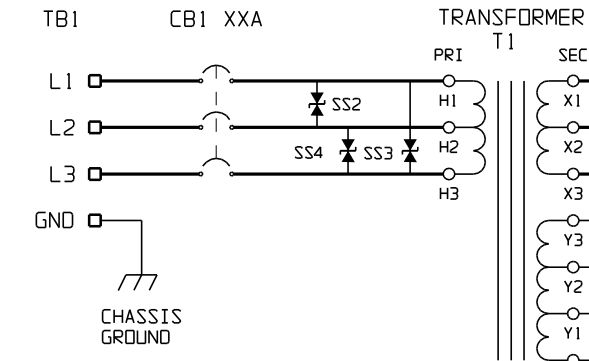 TB1 CB1 XXA TRANSFORMER
T1
PRI SEC
L1
H1 X1
SS2
L2
H2 X2
SS4 SS3
L3
H3 X3
GND
Y3
Y2
CHASSIS
GROUND
Y1